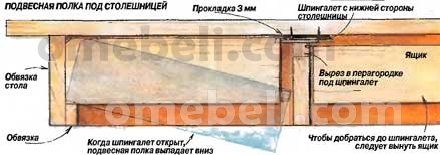 ПОДВЕСНАЯ ПОЛКА ПОД СТОЛЕШНИЦЕЙ
Прокладка 3 мм
Шпингалет с нижней стороны
столешницы
omebeli.com
Ящик
Обвязка
стола
Вырез в перегородке
под шпингалет
omebeli.com
Обвязка
Когда шпингалет открыт,
подвесная полка выпадает вниз
Чтобы добраться до шпингалета,
следует вынуть ящик